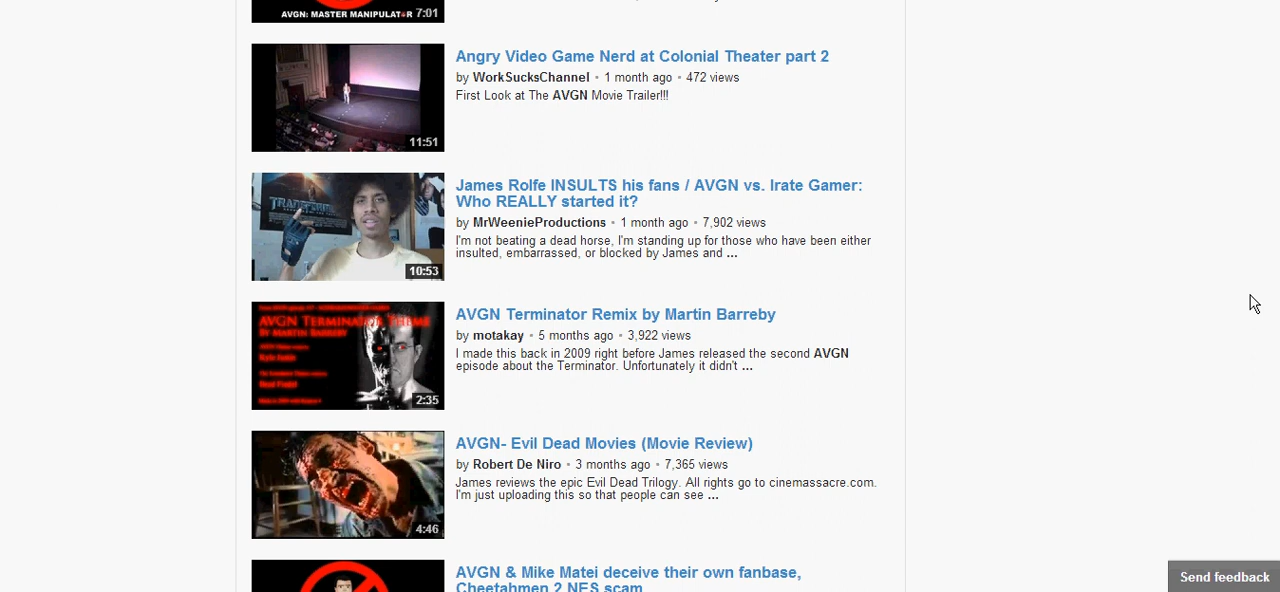 AVGN: MASTER MANIPULATOR 7:01
Angry Video Game Nerd at Colonial Theater part 2
by WorkSucksChannel • 1 month ago • 472 views
First Look at The AVGN Movie Trailer!!!
11:51
James Rolfe INSULTS his fans / AVGN vs. Irate Gamer:
Who REALLY started it?
by MrWeenieProductions • 1 month ago • 7,902 views
I'm not beating a dead horse, I'm standing up for those who have been either
insulted, embarrassed, or blocked by James and ...
10:53
AVGN Terminator Remix by Martin Barreby
by motakay • 5 months ago • 3,922 views
I made this back in 2009 right before James released the second AVGN
episode about the Terminator. Unfortunately it didn't ...
AVGN TERMINATOR THEME
BY MARTIN BARREBY
2:35
AVGN- Evil Dead Movies (Movie Review)
by Robert De Niro • 3 months ago • 7,365 views
James reviews the epic Evil Dead Trilogy. All rights go to cinemassacre.com.
I'm just uploading this so that people can see ...
4:46
AVGN & Mike Matei deceive their own fanbase,
Cheetahmen 2 NES scam
Send feedback